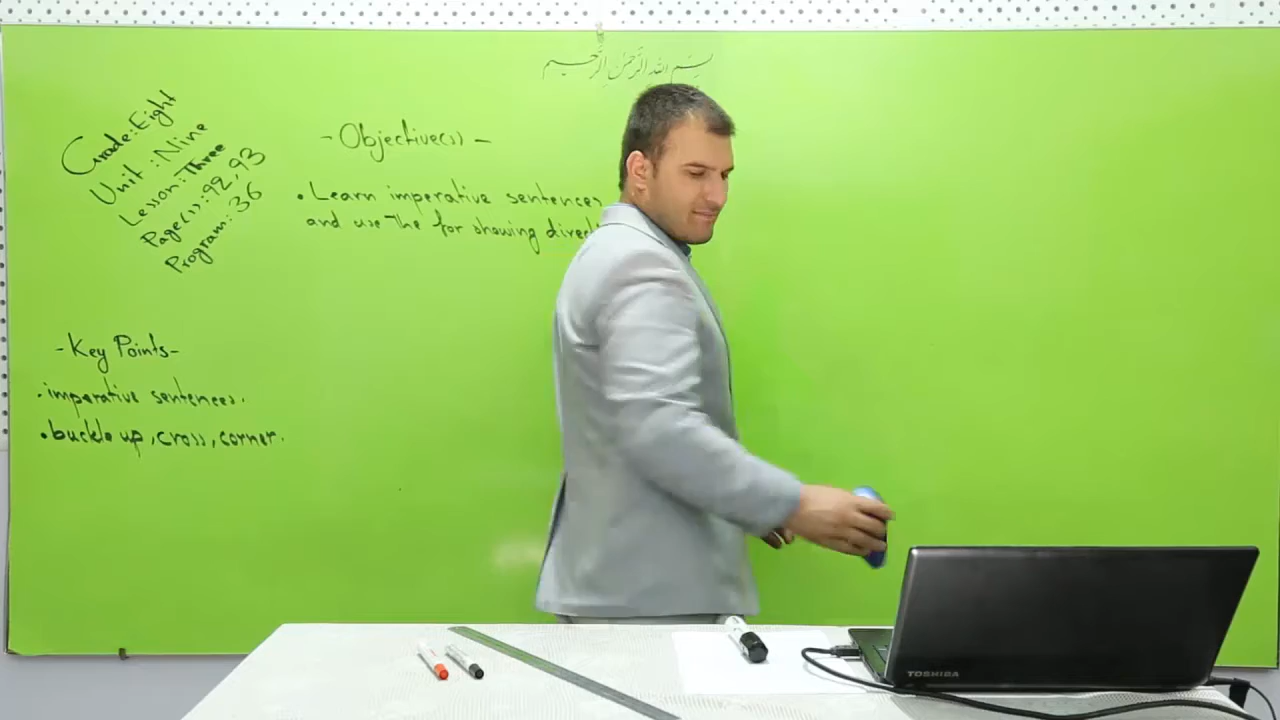 بسم الله الرحمن الرحيم
Grade: Eight
Unit: Nine
Lesson: Three
Page(s): 92, 93
Program: 36
- Objective(s) -
• Learn imperative sentences
and use the for showing direc
- Key Points -
• imperative sentences.
• buckle up, cross, corner.
TOSHIBA